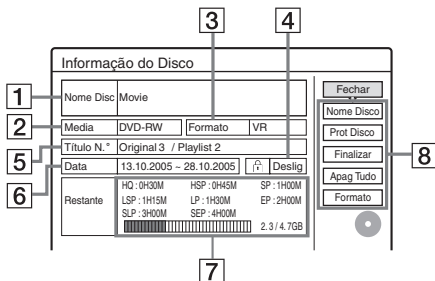 3 4
Informação do Disco
1 Nome Disc Movie Fechar
Nome Disco
2 Media DVD-RW Formato VR Prot Disco
5 Título N.° Original 3 / Playlist 2 Finalizar
6 Data 13.10.2005 ~ 28.10.2005 Deslig Apag Tudo 8
Restante HQ : 0H30M HSP : 0H45M SP : 1H00M Formato
LSP : 1H15M LP : 1H30M EP : 2H00M
SLP : 3H00M SEP : 4H00M
2. 3 / 4. 7GB
7